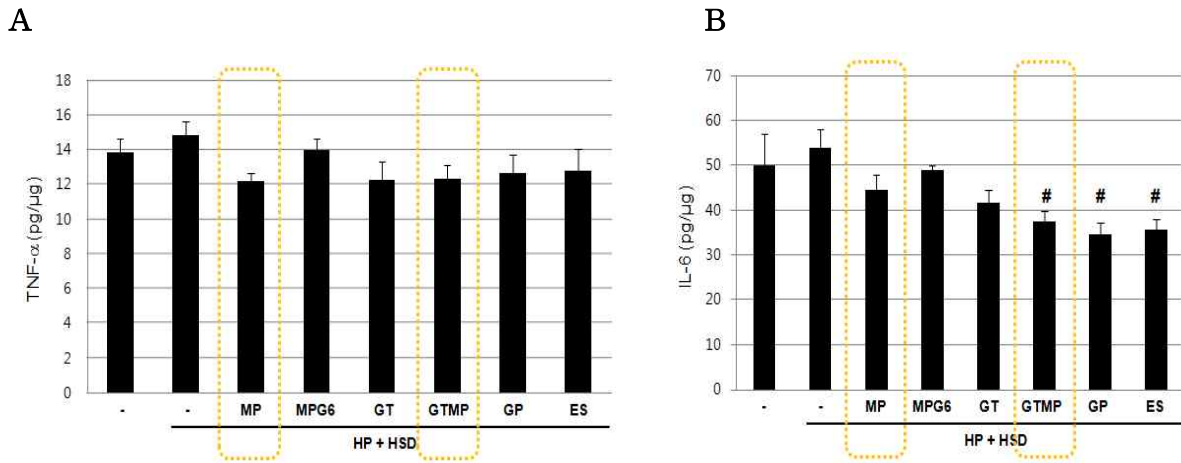 A
TNF-α (pg/μg)
18
16
14
12
10
8
6
4
2
0
- - MP MPG6 GT GTMP GP ES
HP + HSD
B
IL-6 (pg/μg)
70
60
50
40
30
20
10
0
# # #
- - MP MPG6 GT GTMP GP ES
HP + HSD